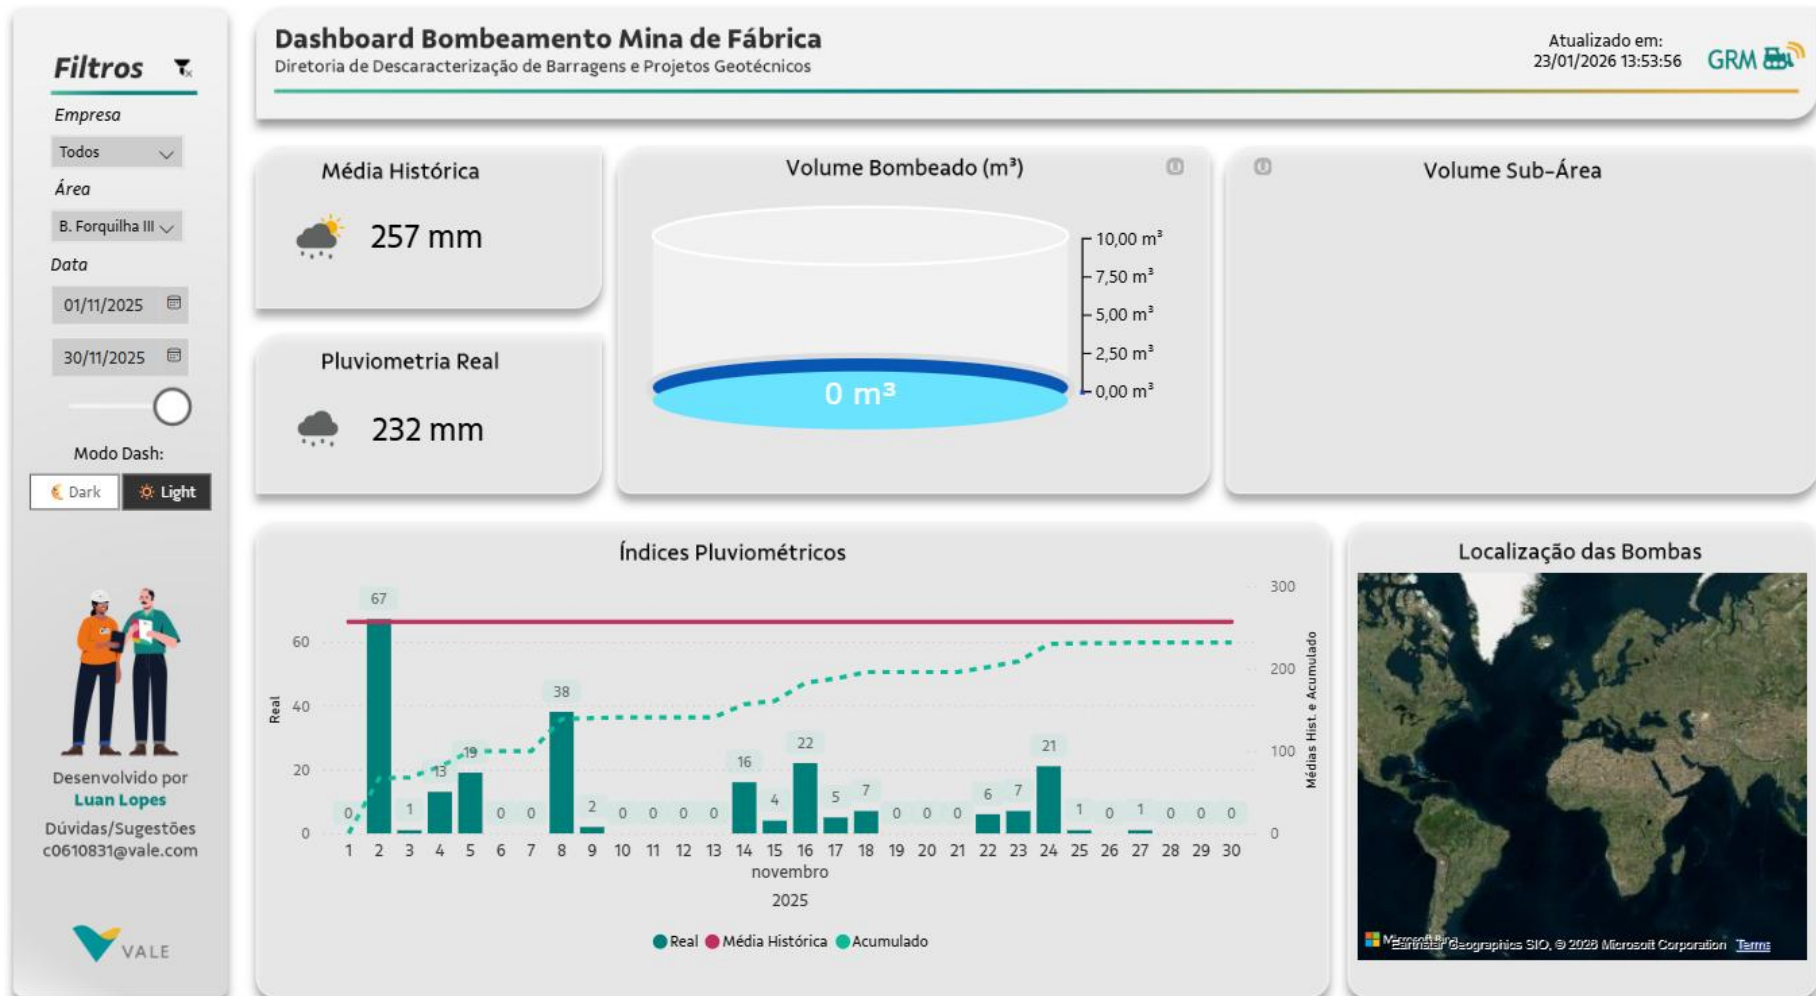 Filtros
Empresa
Todos
Área
B. Forquilha III
Data
01/11/2025
30/11/2025
Modo Dash:
Dark
Light
Desenvolvido por
Luan Lopes
Dúvidas/Sugestões
c0610831@vale.com
VALE
Dashboard Bombeamento Mina de Fábrica
Diretoria de Descaracterização de Barragens e Projetos Geotécnicos
Atualizado em:
23/01/2026 13:53:56
GRM
Média Histórica
257 mm
Pluviometria Real
232 mm
Volume Bombeado (m³)
10,00 m³
7,50 m³
5,00 m³
2,50 m³
0,00 m³
0 m³
Volume Sub-Área
Índices Pluviométricos
Real
60
40
20
0
0 67 1 13 19 0 0 38 2 0 0 0 0 16 4 22 5 7 0 0 0 6 7 21 1 0 1 0 0 0
300
200
100
0
Médias Hist. e Acumulado
1 2 3 4 5 6 7 8 9 10 11 12 13 14 15 16 17 18 19 20 21 22 23 24 25 26 27 28 29 30
novembro
2025
Real Média Histórica Acumulado
Localização das Bombas
Earthstar Geographics SIO, © 2026 Microsoft Corporation Terms